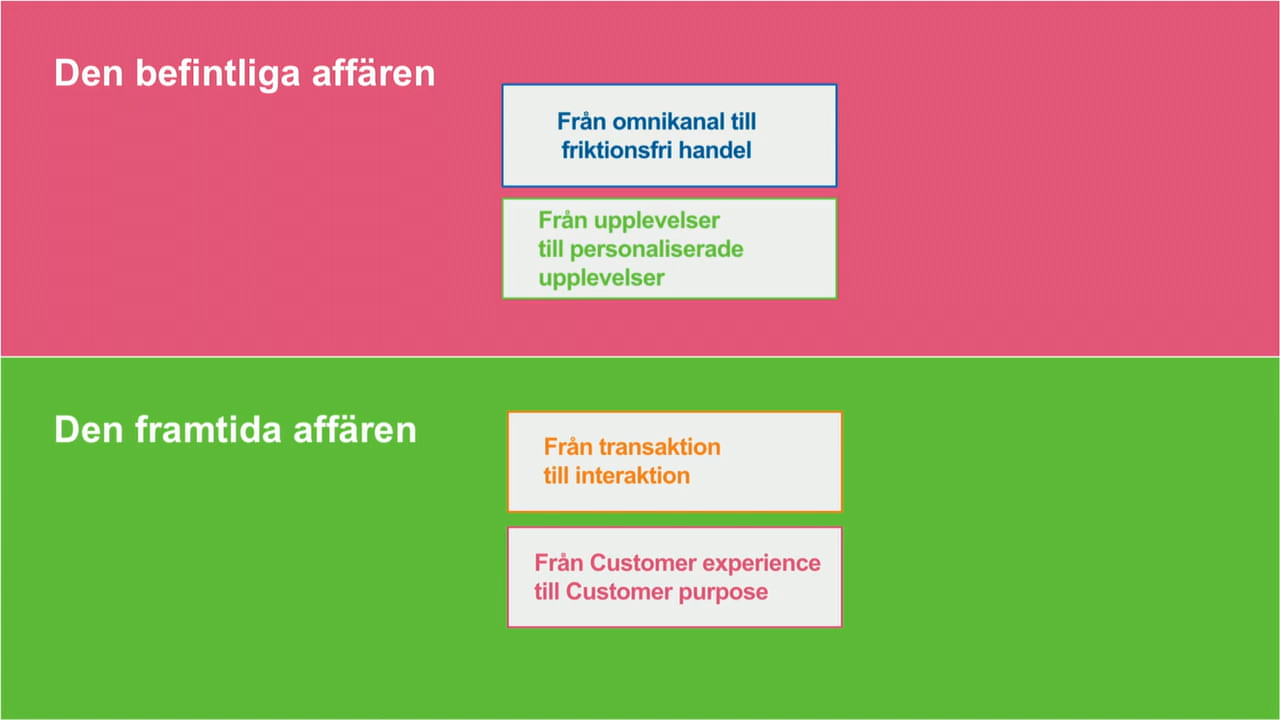 Den befintliga affären
Från omnikanal till
friktionsfri handel
Från upplevelser
till personaliserade
upplevelser
Den framtida affären
Från transaktion
till interaktion
Från Customer experience
till Customer purpose